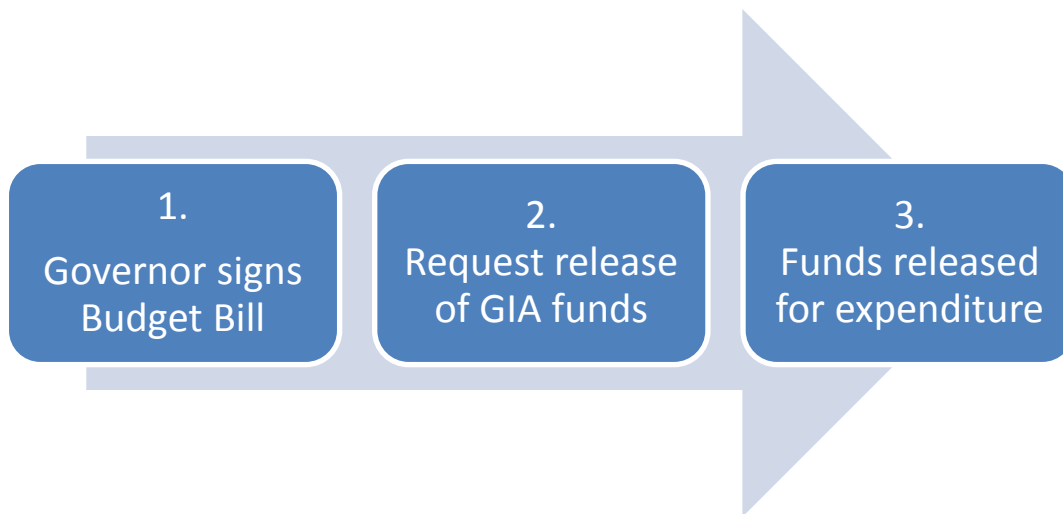 1.
Governor signs
Budget Bill
2.
Request release
of GIA funds
3.
Funds released
for expenditure